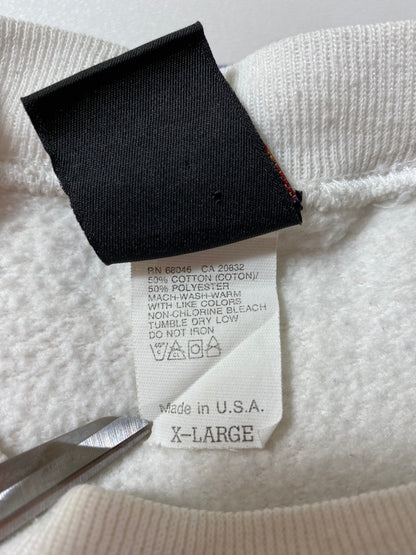 RN 68046 CA 20832
50% COTTON (COTON)/
50% POLYESTER
MACH-WASH-WARM
WITH LIKE COLORS
NON-CHLORINE BLEACH
TUMBLE DRY LOW
DO NOT IRON
Made in U.S.A.
X-LARGE